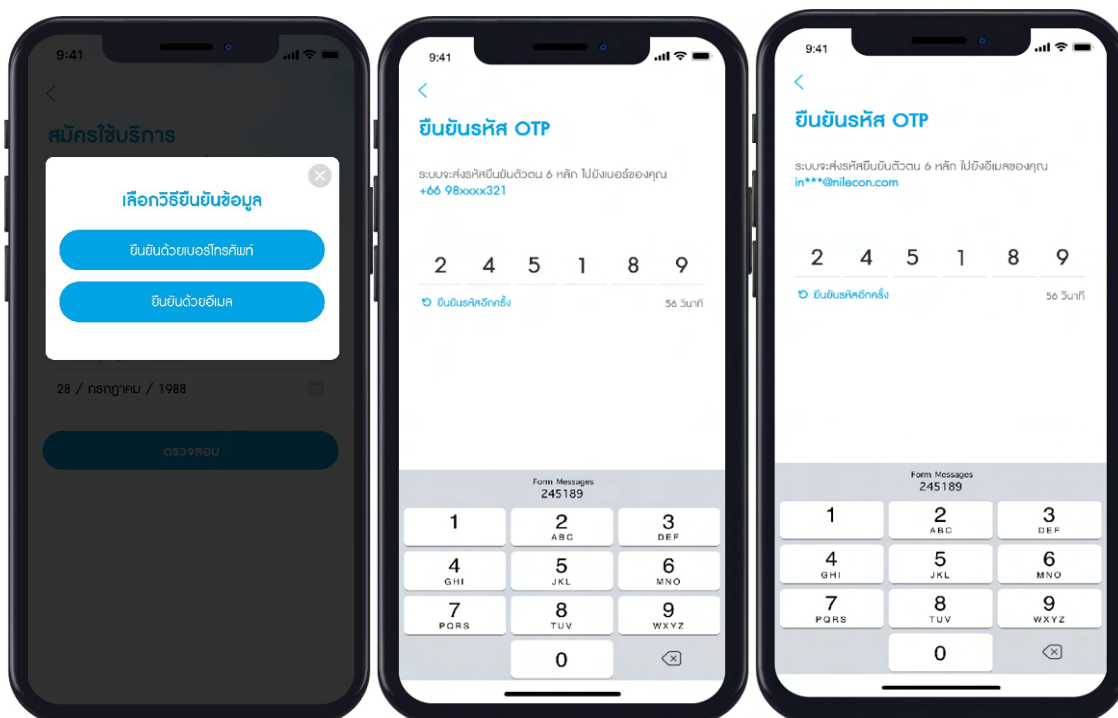 9:41
สมัครใช้บริการ
เลือกวิธียืนยันข้อมูล
ยืนยันด้วยเบอร์โทรศัพท์
ยืนยันด้วยอีเมล
28 / กรกฎาคม / 1988
ตรวจสอบ
9:41
ยืนยันรหัส OTP
ระบบจะส่งรหัสยืนยันตัวตน 6 หลัก ไปยังเบอร์ของคุณ
+66 98xxxx321
2 4 5 1 8 9
ยืนยันรหัสอีกครั้ง 56 วินาที
Form Messages
245189
1 2 3
ABC DEF
4 5 6
GHI JKL MNO
7 8 9
PQRS TUV WXYZ
0
9:41
ยืนยันรหัส OTP
ระบบจะส่งรหัสยืนยันตัวตน 6 หลัก ไปยังอีเมลของคุณ
in***@nilecon.com
2 4 5 1 8 9
ยืนยันรหัสอีกครั้ง 56 วินาที
Form Messages
245189
1 2 3
ABC DEF
4 5 6
GHI JKL MNO
7 8 9
PQRS TUV WXYZ
0